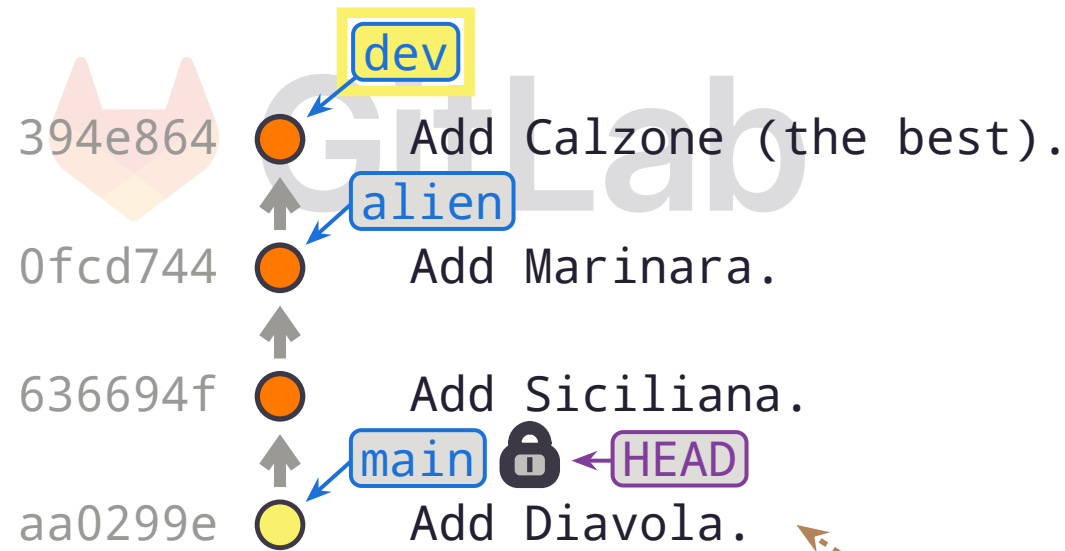 dev
GitLab
394e864 Add Calzone (the best).
alien
0fcd744 Add Marinara.
636694f Add Siciliana.
main HEAD
aa0299e Add Diavola.